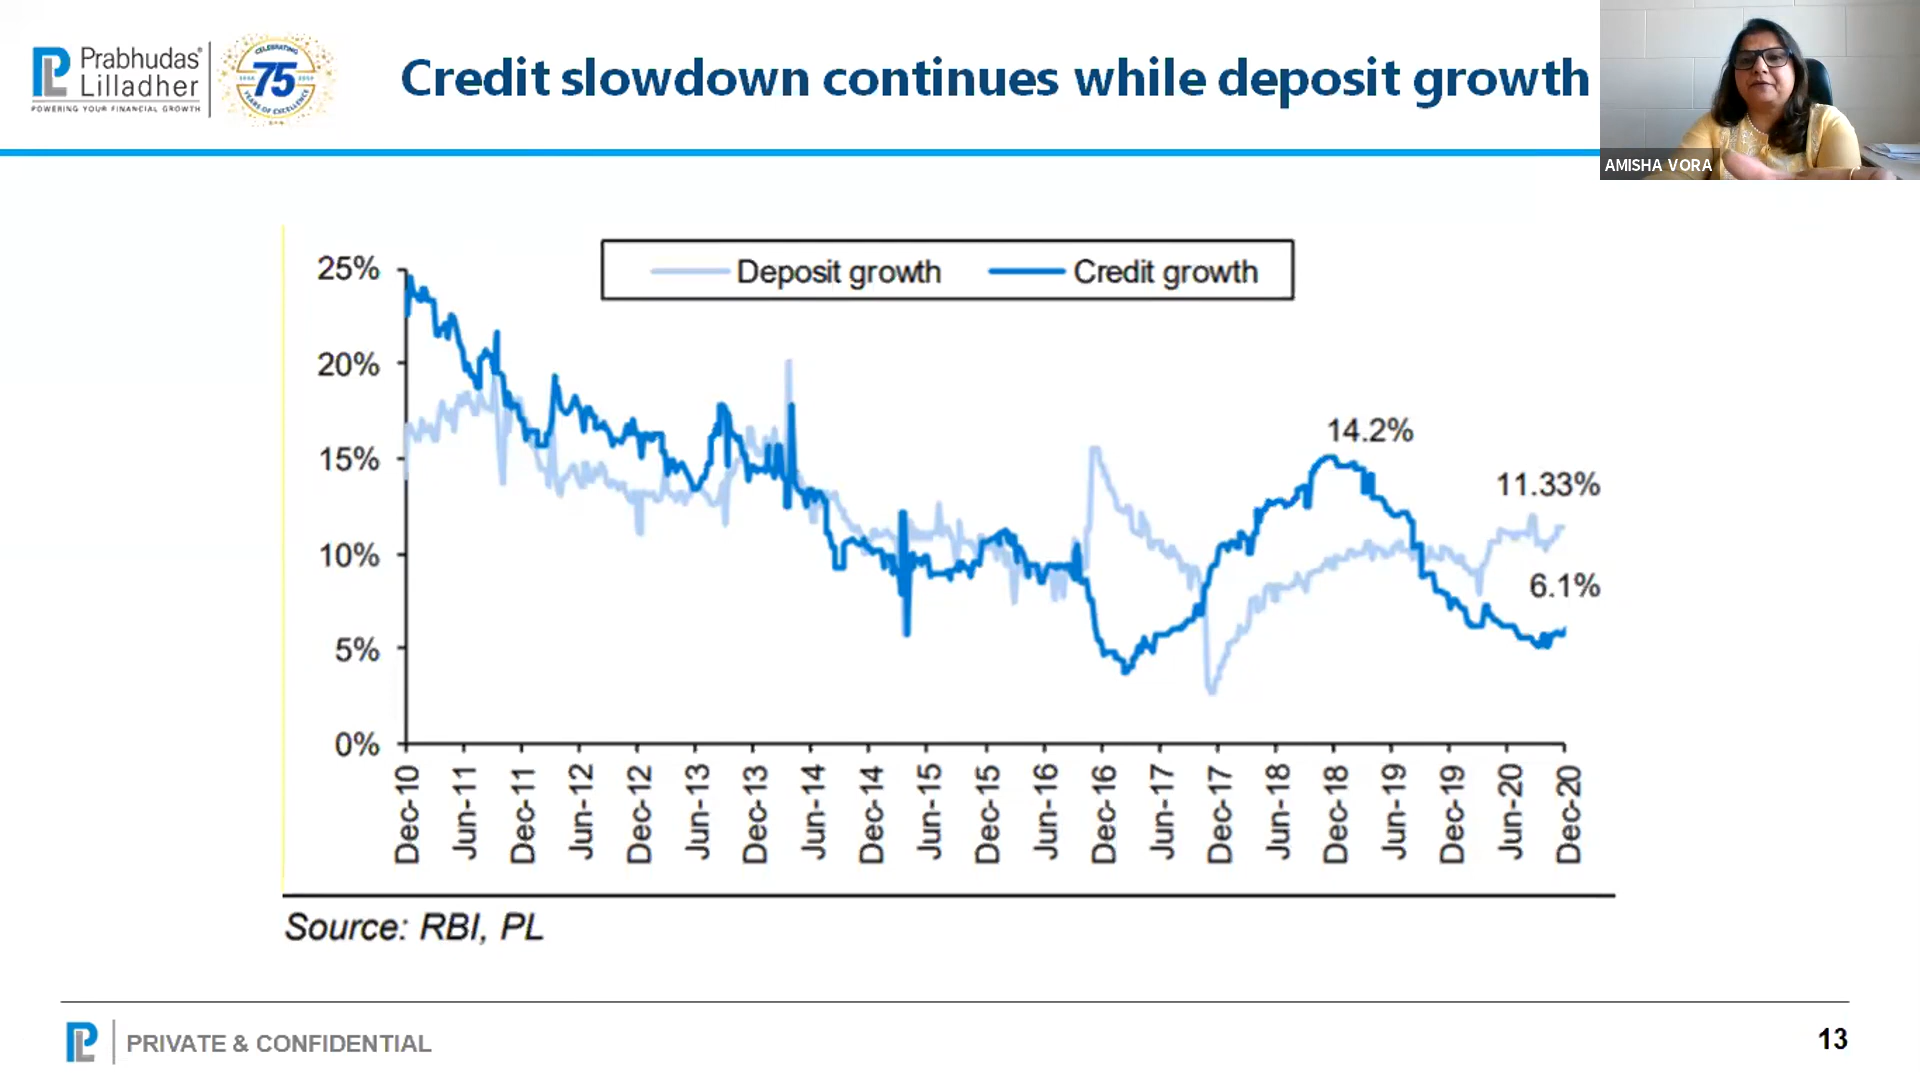 Prabhudas
Lilladher
POWERING YOUR FINANCIAL GROWTH
CELEBRATING
75
YEARS OF EXCELLENCE
Credit slowdown continues while deposit growth
AMISHA VORA
Deposit growth
Credit growth
25%
20%
15%
10%
5%
0%
14.2%
11.33%
6.1%
Dec-10
Jun-11
Dec-11
Jun-12
Dec-12
Jun-13
Dec-13
Jun-14
Dec-14
Jun-15
Dec-15
Jun-16
Dec-16
Jun-17
Dec-17
Jun-18
Dec-18
Jun-19
Dec-19
Jun-20
Dec-20
Source: RBI, PL
PRIVATE & CONFIDENTIAL
13